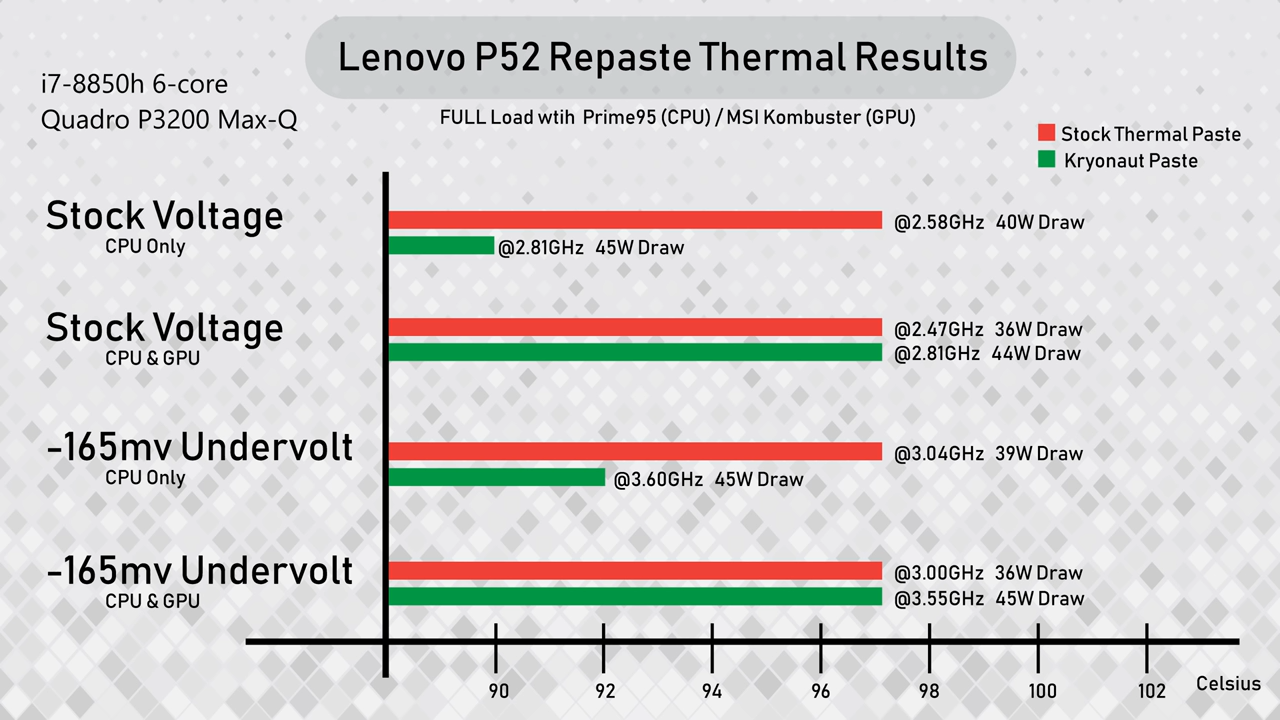 Lenovo P52 Repaste Thermal Results
i7-8850h 6-core
Quadro P3200 Max-Q
FULL Load wtih Prime95 (CPU) / MSI Kombuster (GPU)
Stock Thermal Paste
Kryonaut Paste
Stock Voltage
CPU Only
@2.58GHz 40W Draw
@2.81GHz 45W Draw
Stock Voltage
CPU & GPU
@2.47GHz 36W Draw
@2.81GHz 44W Draw
-165mv Undervolt
CPU Only
@3.04GHz 39W Draw
@3.60GHz 45W Draw
-165mv Undervolt
CPU & GPU
@3.00GHz 36W Draw
@3.55GHz 45W Draw
90 92 94 96 98 100 102 Celsius